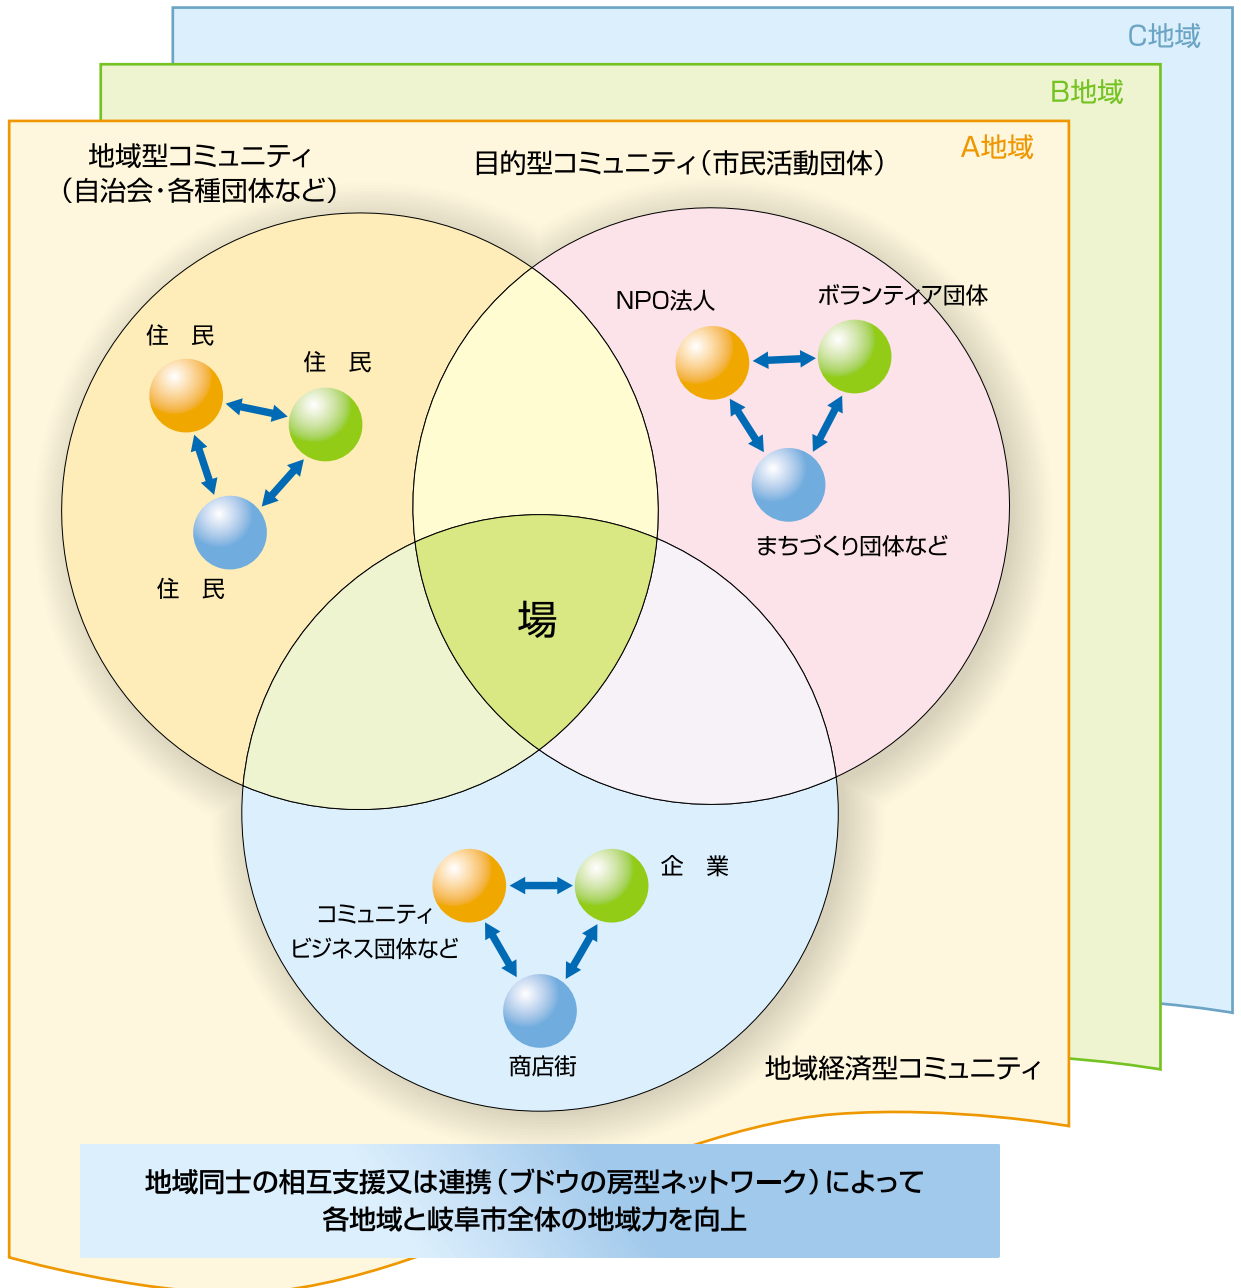 C地域
B地域
A地域
地域型コミュニティ
（自治会・各種団体など）
目的型コミュニティ（市民活動団体）
NPO法人
ボランティア団体
住　民
住　民
まちづくり団体など
住　民
場
企　業
コミュニティ
ビジネス団体など
商店街
地域経済型コミュニティ
地域同士の相互支援又は連携（ブドウの房型ネットワーク）によって
各地域と岐阜市全体の地域力を向上